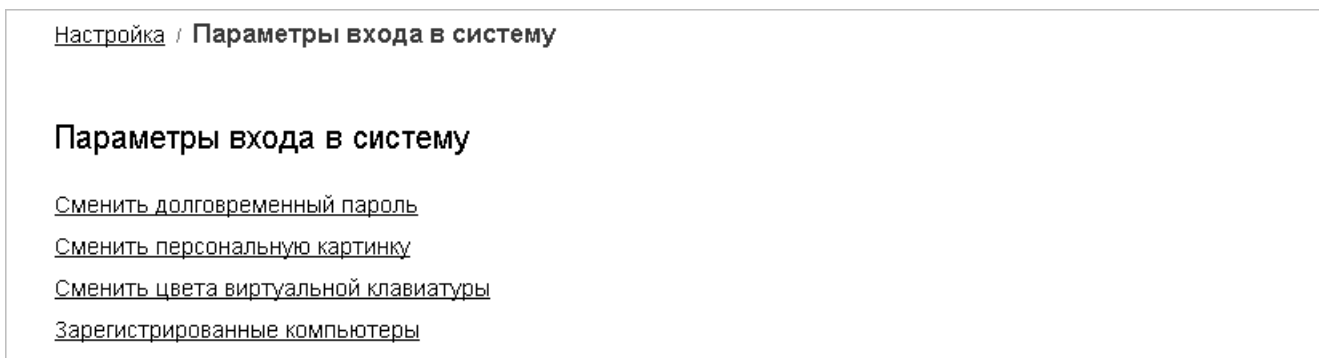 Настройка / Параметры входа в систему
Параметры входа в систему
Сменить долговременный пароль
Сменить персональную картинку
Сменить цвета виртуальной клавиатуры
Зарегистрированные компьютеры